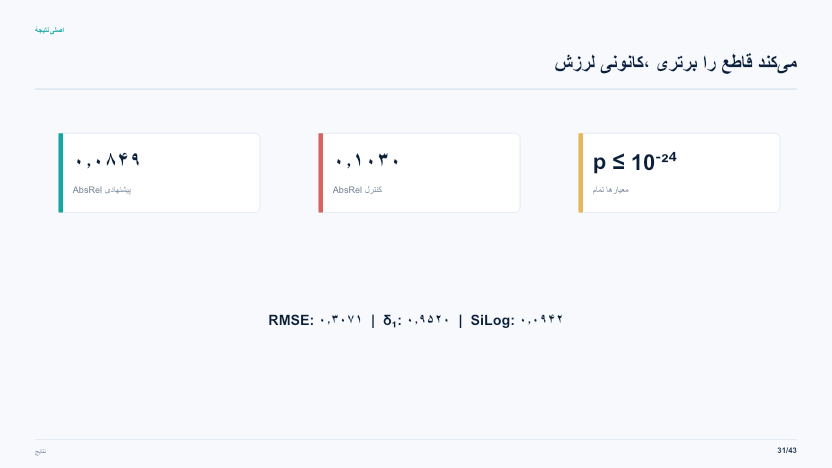 اصلی نتیجهٔ
می‌کند قاطع را برتری ،کانونی لرزش
۰٫۰۸۴۹
AbsRel پیشنهادی
۰٫۱۰۳۰
AbsRel کنترل
p ≤ 10⁻²⁴
معیارها تمام
RMSE: ۰٫۳۰۷۱ | δ₁: ۰٫۹۵۲۰ | SiLog: ۰٫۰۹۴۲
نتایج
31/43